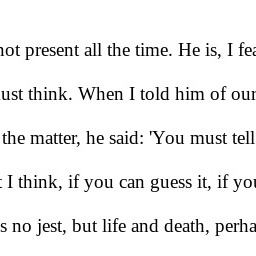 not present all the time. He is, I fea
ust think. When I told him of our
the matter, he said: 'You must tell
I think, if you can guess it, if you
s no jest, but life and death, perha